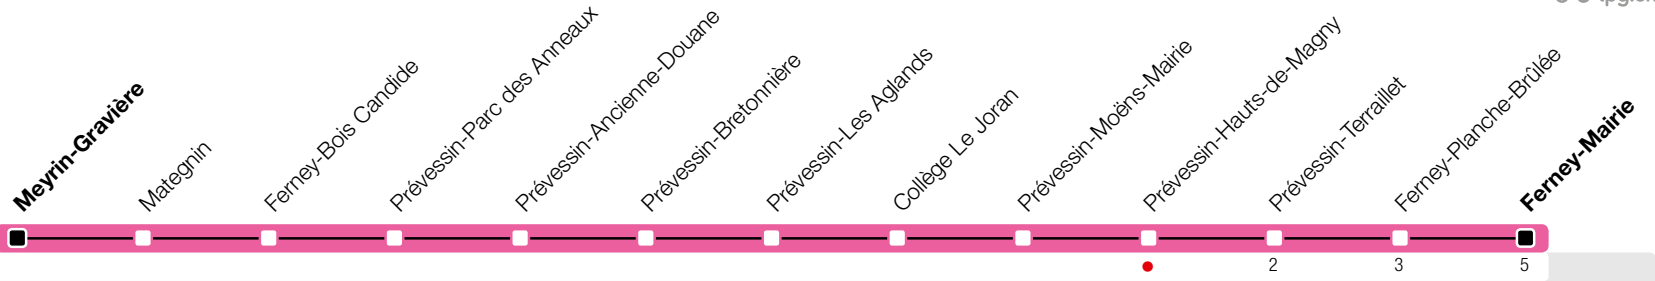 Meyrin-Gravière
Mategnin
Ferney-Bois Candide
Prévessin-Parc des Anneaux
Prévessin-Ancienne-Douane
Prévessin-Bretonnière
Prévessin-Les Aglands
Collège Le Joran
Prévessin-Moëns-Mairie
Prévessin-Hauts-de-Magny
Prévessin-Terraillet
Ferney-Planche-Brûlée
Ferney-Mairie
2 3 5